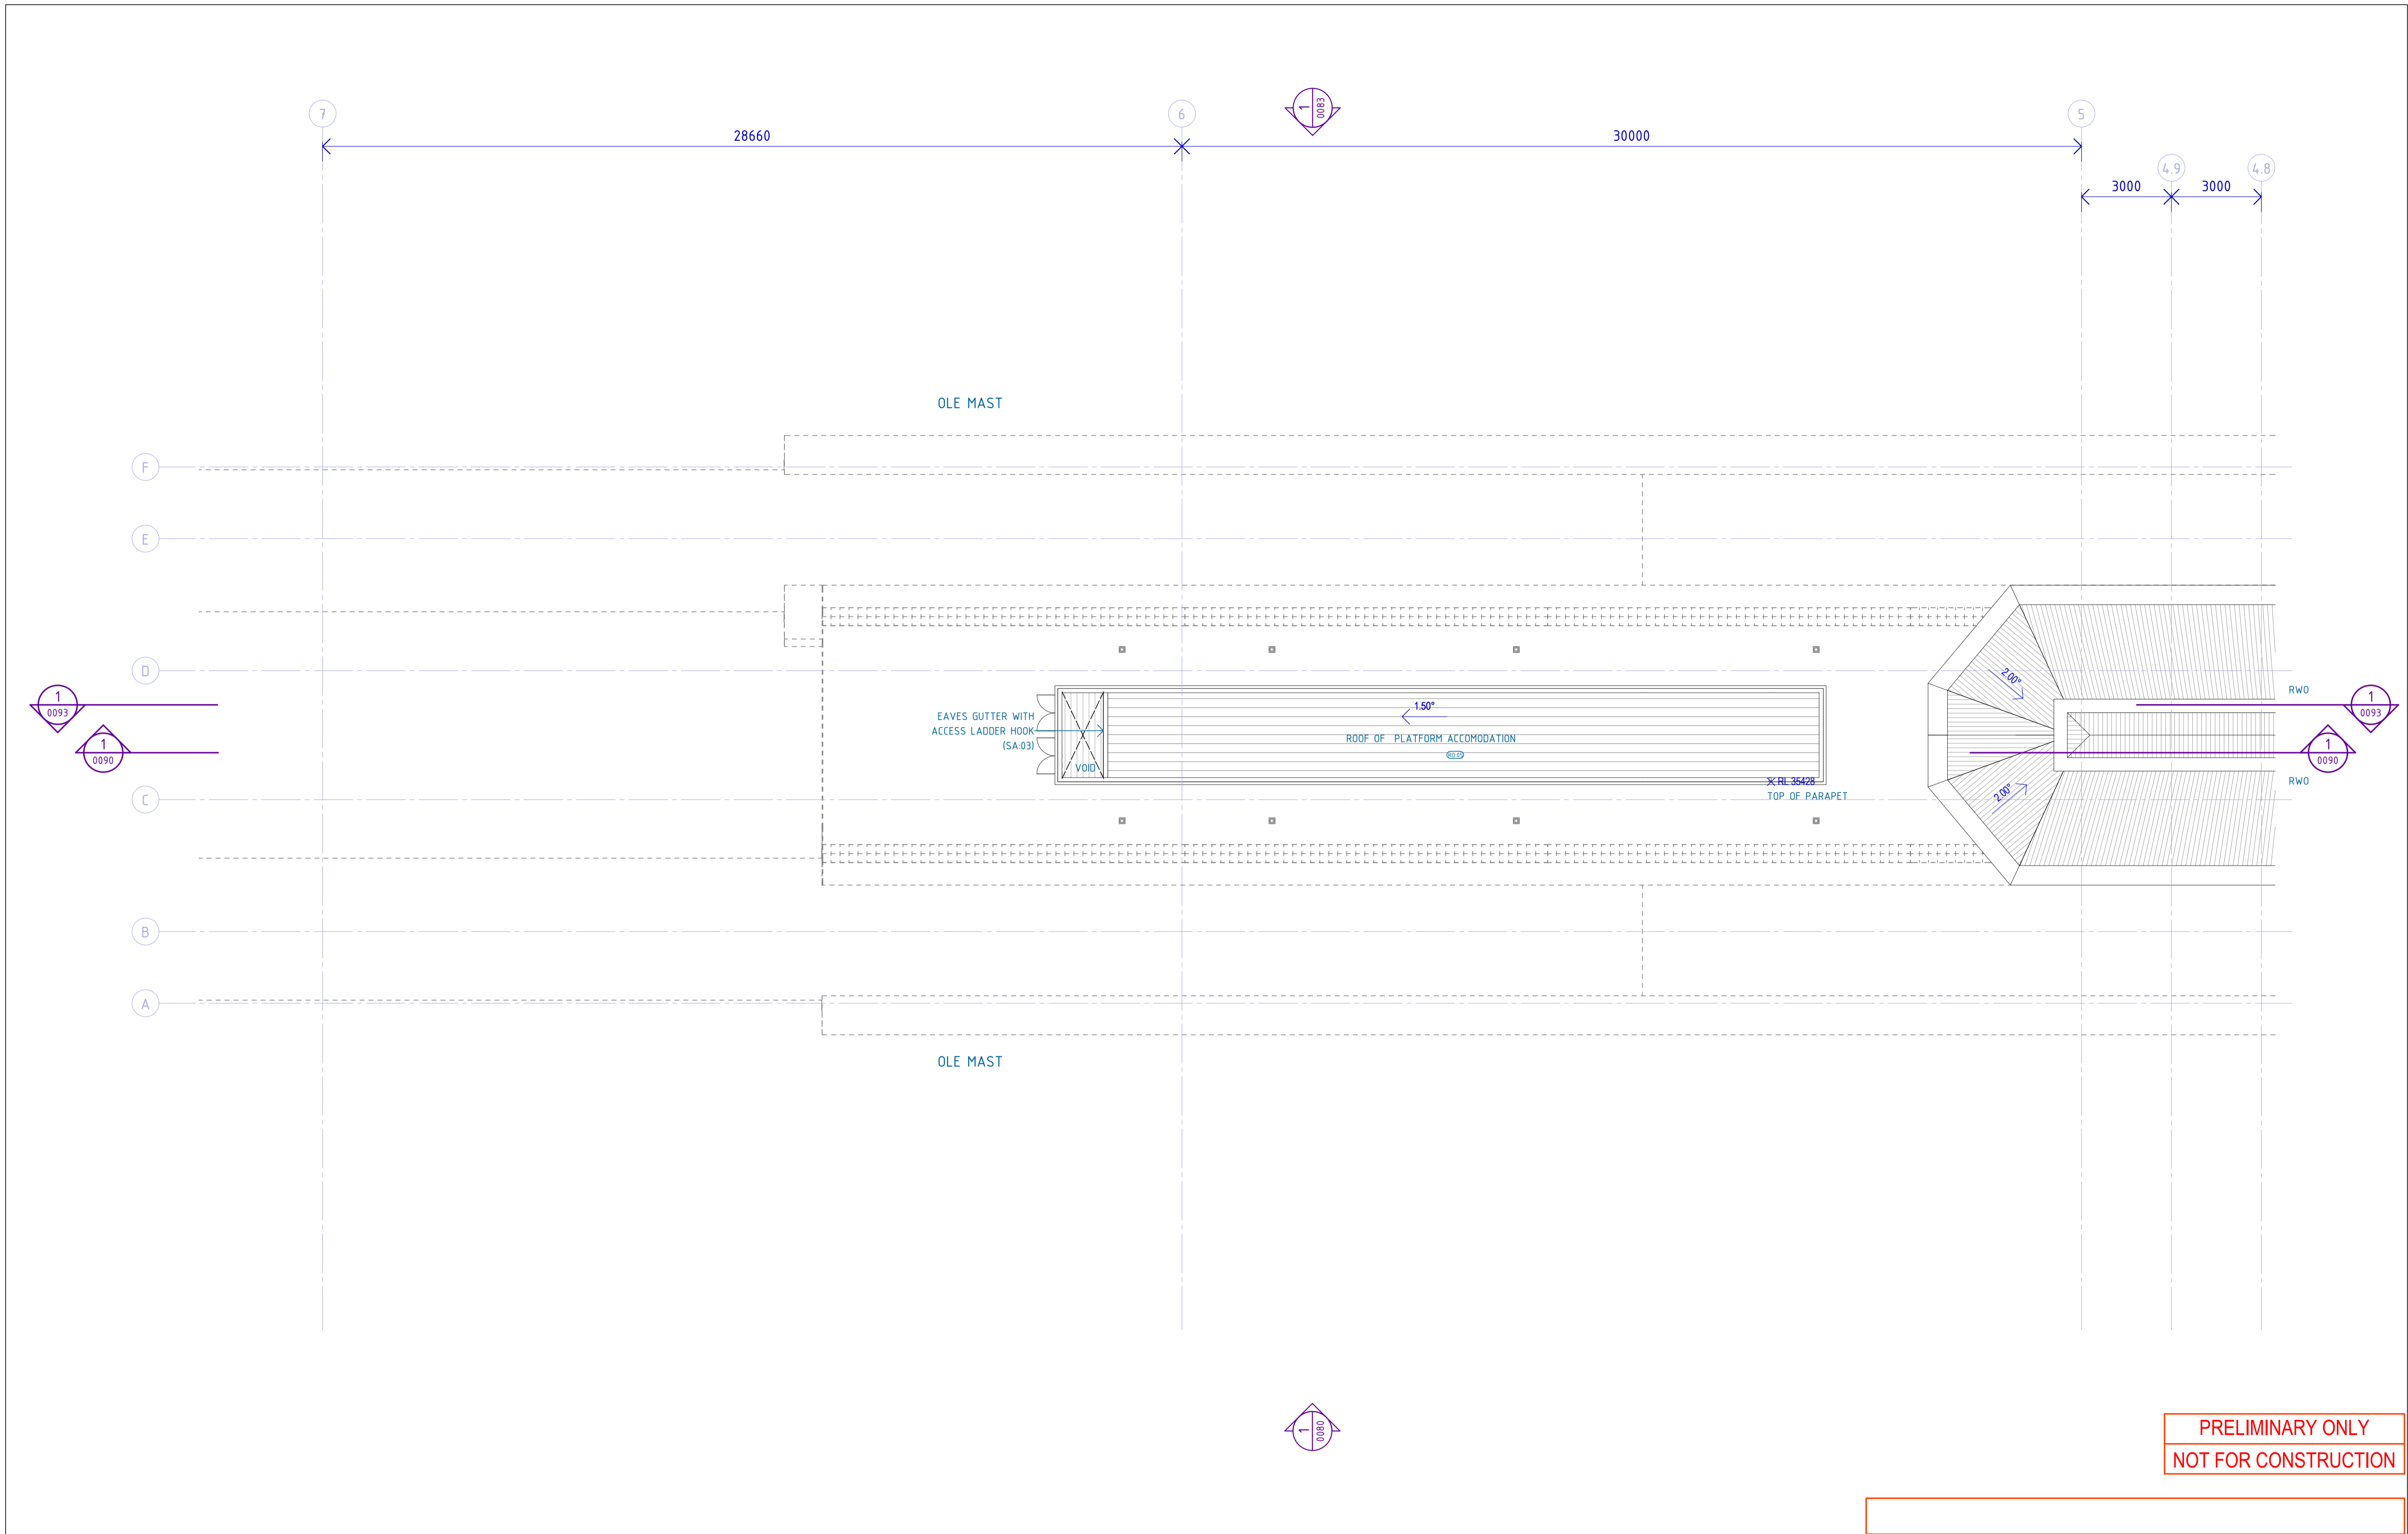 1
0083
7
6
5
28660
30000
4.9
4.8
3000
3000
OLE MAST
F
E
D
2.00°
RWO
1
0093
1
0093
EAVES GUTTER WITH
ACCESS LADDER HOOK
(SA:03)
1.50°
ROOF OF PLATFORM ACCOMODATION
RO.05
VOID
1
0090
1
0090
RL 35428
TOP OF PARAPET
RWO
2.00°
C
B
A
OLE MAST
1
0080
PRELIMINARY ONLY
NOT FOR CONSTRUCTION